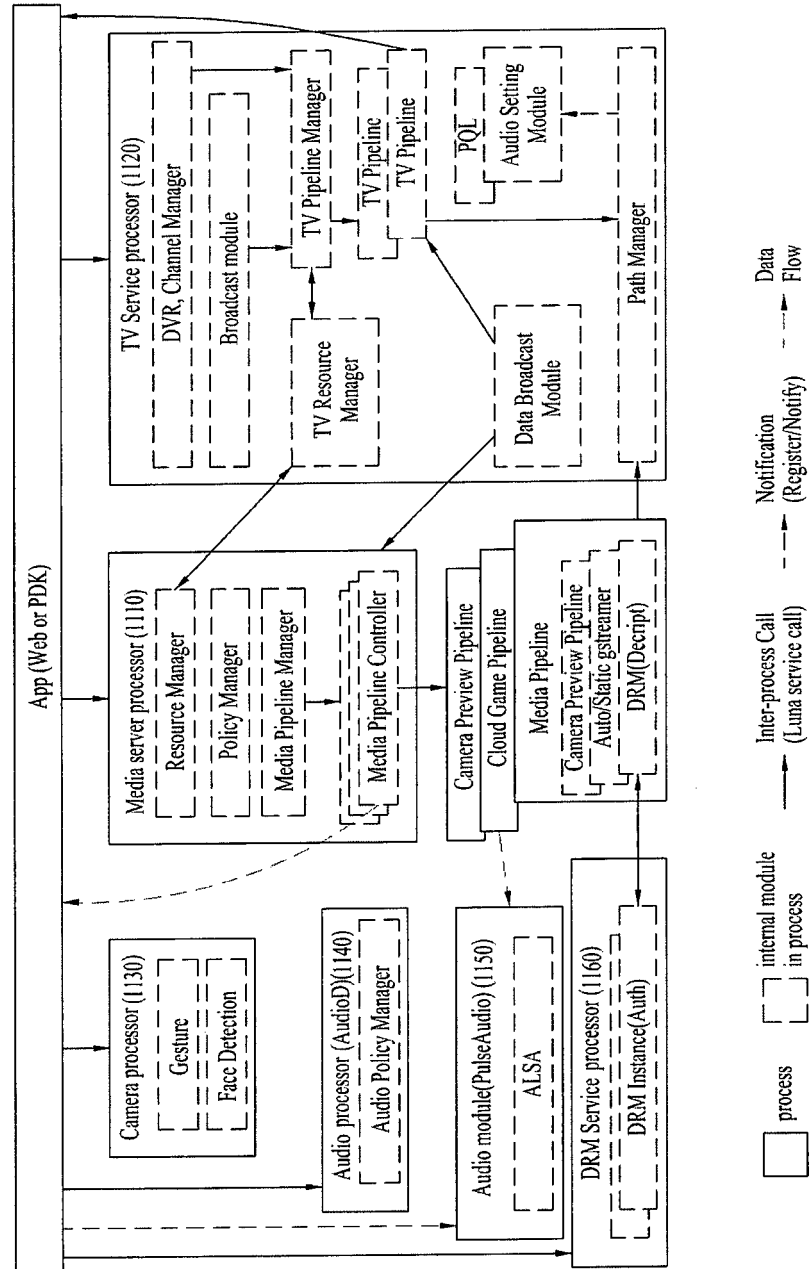 App (Web or PDK)
Camera processor (1130)
Gesture
Face Detection
Audio processor (AudioD)(1140)
Audio Policy Manager
Audio module(PulseAudio) (1150)
ALSA
DRM Service processor (1160)
DRM Instance(Auth)
Media server processor (1110)
Resource Manager
Policy Manager
Media Pipeline Manager
Media Pipeline Controller
Camera Preview Pipeline
Cloud Game Pipeline
Media Pipeline
Camera Preview Pipeline
Auto/Static gstreamer
DRM(Decript)
TV Service processor (1120)
DVR, Channel Manager
Broadcast module
TV Resource
Manager
TV Pipeline Manager
TV Pipeline
TV Pipeline
Data Broadcast
Module
PQL
Audio Setting
Module
Path Manager
process
internal module
in process
Inter-process Call
(Luna service call)
Notification
(Register/Notify)
Data
Flow